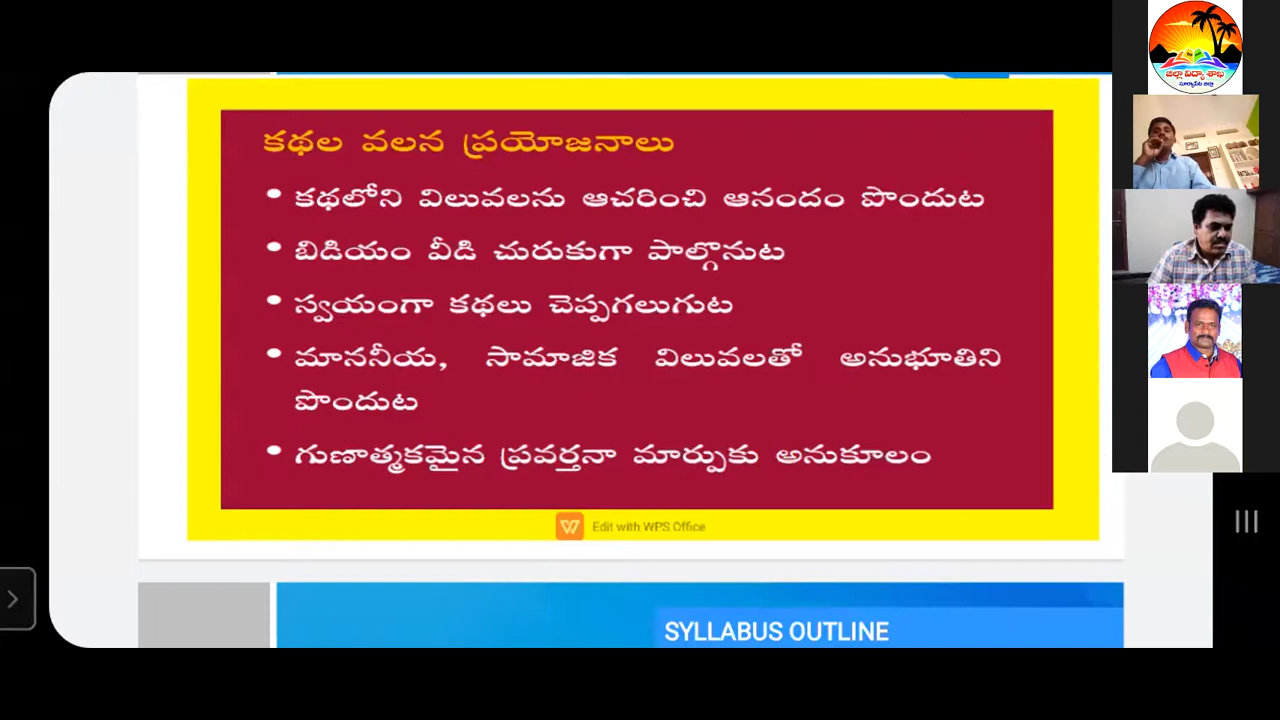 జిల్లా విద్యా శాఖ
సూర్యాపేట జిల్లా
కథల వలన ప్రయోజనాలు
• కథలోని విలువలను ఆచరించి ఆనందం పొందుట
• బిడియం వీడి చురుకుగా పాల్గొనుట
• స్వయంగా కథలు చెప్పగలుగుట
• మాననీయ, సామాజిక విలువలతో అనుభూతిని
పొందుట
• గుణాత్మకమైన ప్రవర్తనా మార్పుకు అనుకూలం
Edit with WPS Office
SYLLABUS OUTLINE